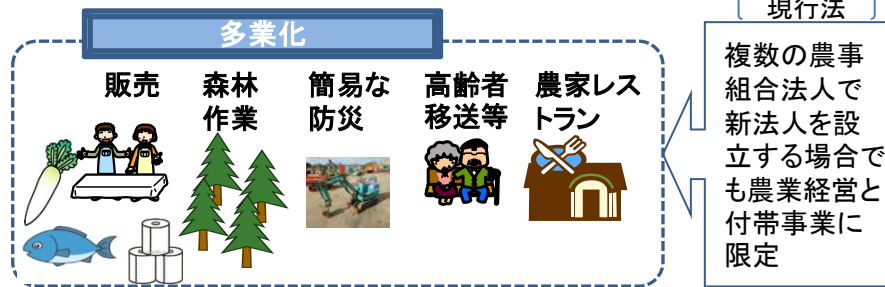 現行法
多業化
販売
森林
作業
簡易な
防災
高齢者
移送等
農家レス
トラン
複数の農事
組合法人で
新法人を設
立する場合で
も農業経営と
付帯事業に
限定